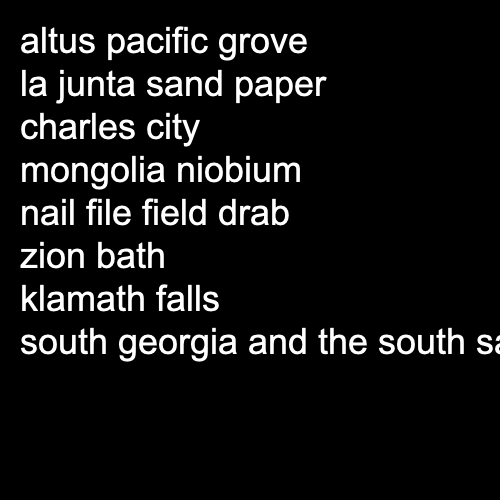 altus pacific grove
la junta sand paper
charles city
mongolia niobium
nail file field drab
zion bath
klamath falls
south georgia and the south